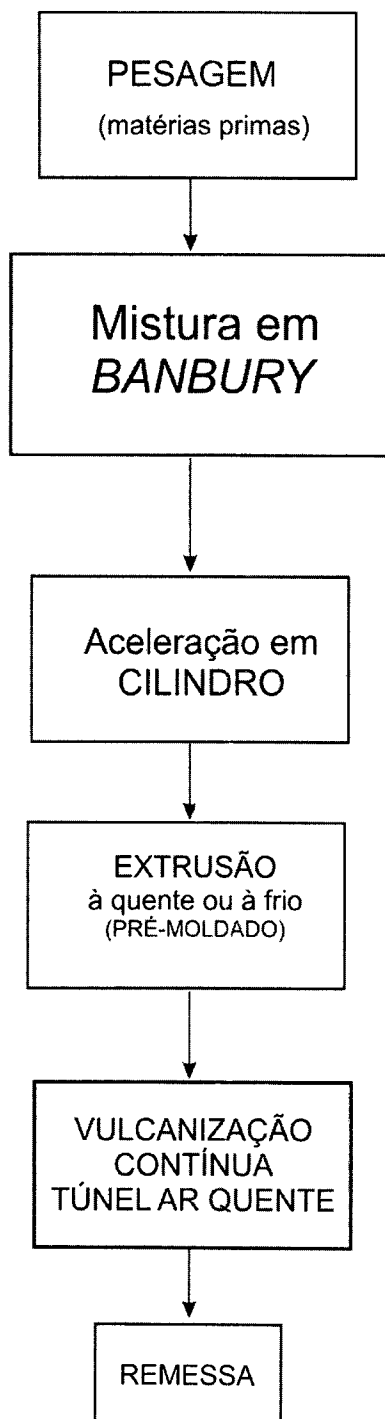 PESAGEM
(matérias primas)
Mistura em
BANBURY
Aceleração em
CILINDRO
EXTRUSÃO
à quente ou à frio
(PRÉ-MOLDADO)
VULCANIZAÇÃO
CONTÍNUA
TÚNEL AR QUENTE
REMESSA